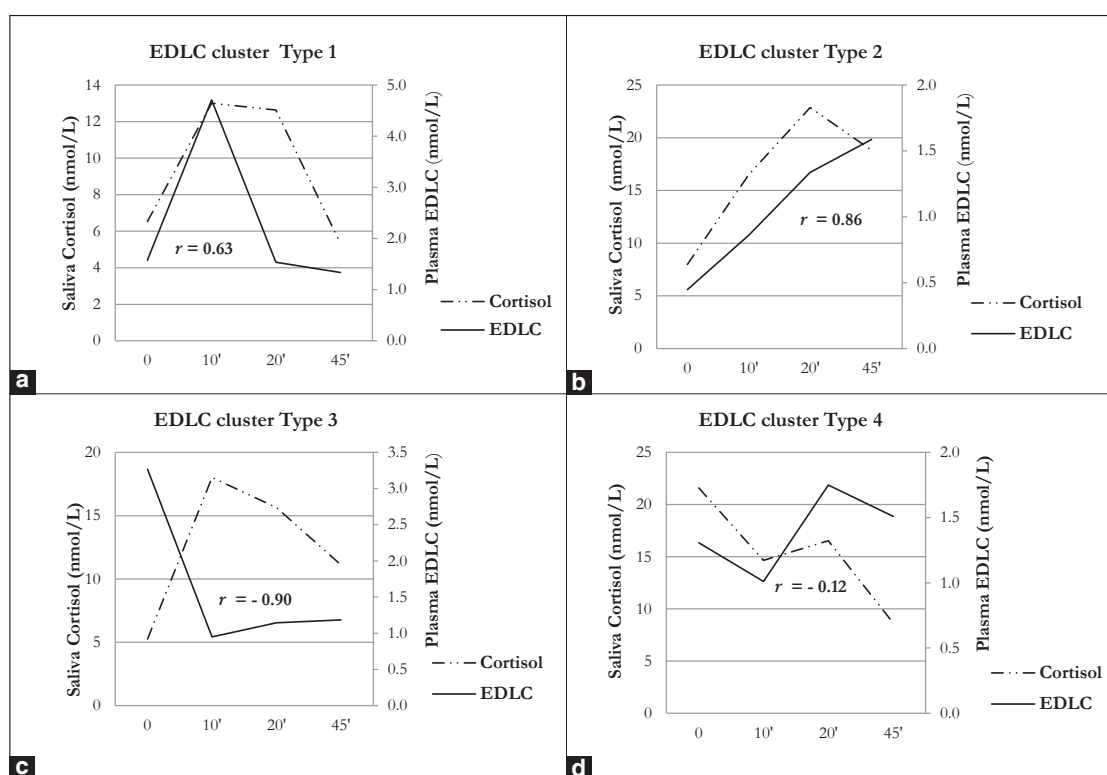 EDLC cluster Type 1
Saliva Cortisol (nmol/L)
14
12
10
8
6
4
2
0
5.0
4.0
3.0
2.0
1.0
0.0
Plasma EDLC (nmol/L)
r = 0.63
0 10' 20' 45'
Cortisol
EDLC
a
EDLC cluster Type 2
Saliva Cortisol (nmol/L)
25
20
15
10
5
0
2.0
1.5
1.0
0.5
0.0
Plasma EDLC (nmol/L)
r = 0.86
0 10' 20' 45'
Cortisol
EDLC
b
EDLC cluster Type 3
Saliva Cortisol (nmol/L)
20
15
10
5
0
3.5
3.0
2.5
2.0
1.5
1.0
0.5
0.0
Plasma EDLC (nmol/L)
r = - 0.90
0 10' 20' 45'
Cortisol
EDLC
c
EDLC cluster Type 4
Saliva Cortisol (nmol/L)
25
20
15
10
5
0
2.0
1.5
1.0
0.5
0.0
Plasma EDLC (nmol/L)
r = - 0.12
0 10' 20' 45'
Cortisol
EDLC
d